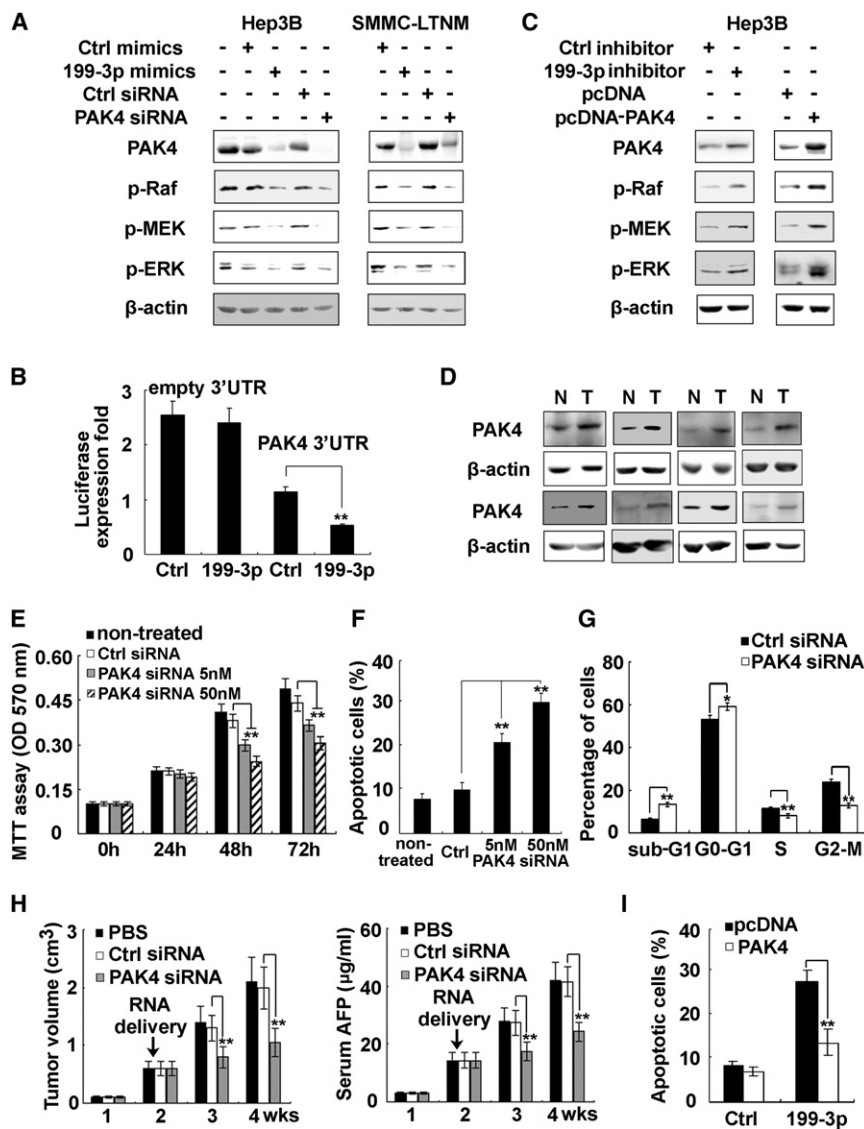 A
Hep3B SMMC-LTNM
Ctrl mimics - + - - - + - - -
199-3p mimics - - + - - - + - -
Ctrl siRNA - - - + - - - + -
PAK4 siRNA - - - - + - - - +
PAK4
p-Raf
p-MEK
p-ERK
β-actin
C
Hep3B
Ctrl inhibitor + - - -
199-3p inhibitor - + - -
pcDNA - - + -
pcDNA-PAK4 - - - +
PAK4
p-Raf
p-MEK
p-ERK
β-actin
B
Luciferase
expression fold
3
2
1
0
empty 3'UTR
PAK4 3'UTR
**
Ctrl 199-3p Ctrl 199-3p
D
N T N T N T N T
PAK4
β-actin
PAK4
β-actin
E
MTT assay (OD 570 nm)
0.60
0.45
0.30
0.15
0
non-treated
Ctrl siRNA
PAK4 siRNA 5nM
PAK4 siRNA 50nM
** **
0h 24h 48h 72h
F
Apoptotic cells (%)
40
30
20
10
0
** **
non-
treated
Ctrl
5nM 50nM
PAK4 siRNA
G
Percentage of cells
80
60
40
20
0
Ctrl siRNA
PAK4 siRNA
** * ** **
sub-G1 G0-G1 S G2-M
H
Tumor volume (cm³)
3
2
1
0
PBS
Ctrl siRNA
PAK4 siRNA
RNA
delivery
** **
1 2 3 4 wks
Serum AFP (μg/ml)
60
40
20
0
PBS
Ctrl siRNA
PAK4 siRNA
RNA
delivery
** **
1 2 3 4 wks
I
Apoptotic cells (%)
40
30
20
10
0
pcDNA
PAK4
**
Ctrl 199-3p